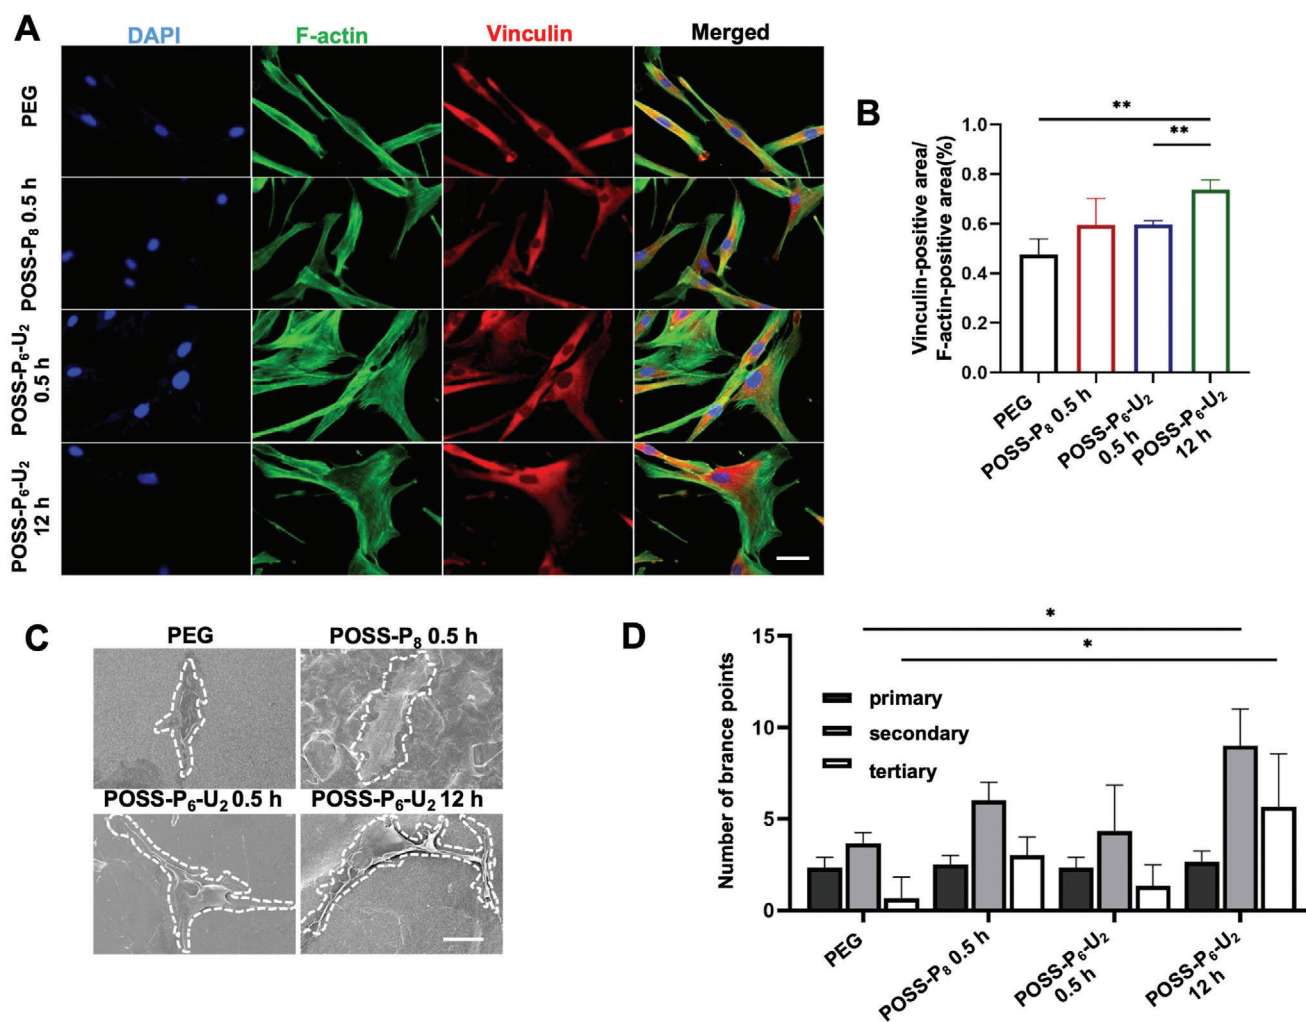 A
DAPI F-actin Vinculin Merged
PEG
POSS-P₈ 0.5 h
POSS-P₆-U₂
0.5 h
POSS-P₆-U₂
12 h
B
Vinculin-positive area/
F-actin-positive area(%)
1.0
0.8
0.6
0.4
0.2
0.0
**
**
PEG
POSS-P₈ 0.5 h
POSS-P₆-U₂
0.5 h
POSS-P₆-U₂
12 h
C
PEG POSS-P₈ 0.5 h
POSS-P₆-U₂ 0.5 h POSS-P₆-U₂ 12 h
D
Number of brance points
15
10
5
0
*
*
primary
secondary
tertiary
PEG
POSS-P₈ 0.5 h
POSS-P₆-U₂
0.5 h
POSS-P₆-U₂
12 h